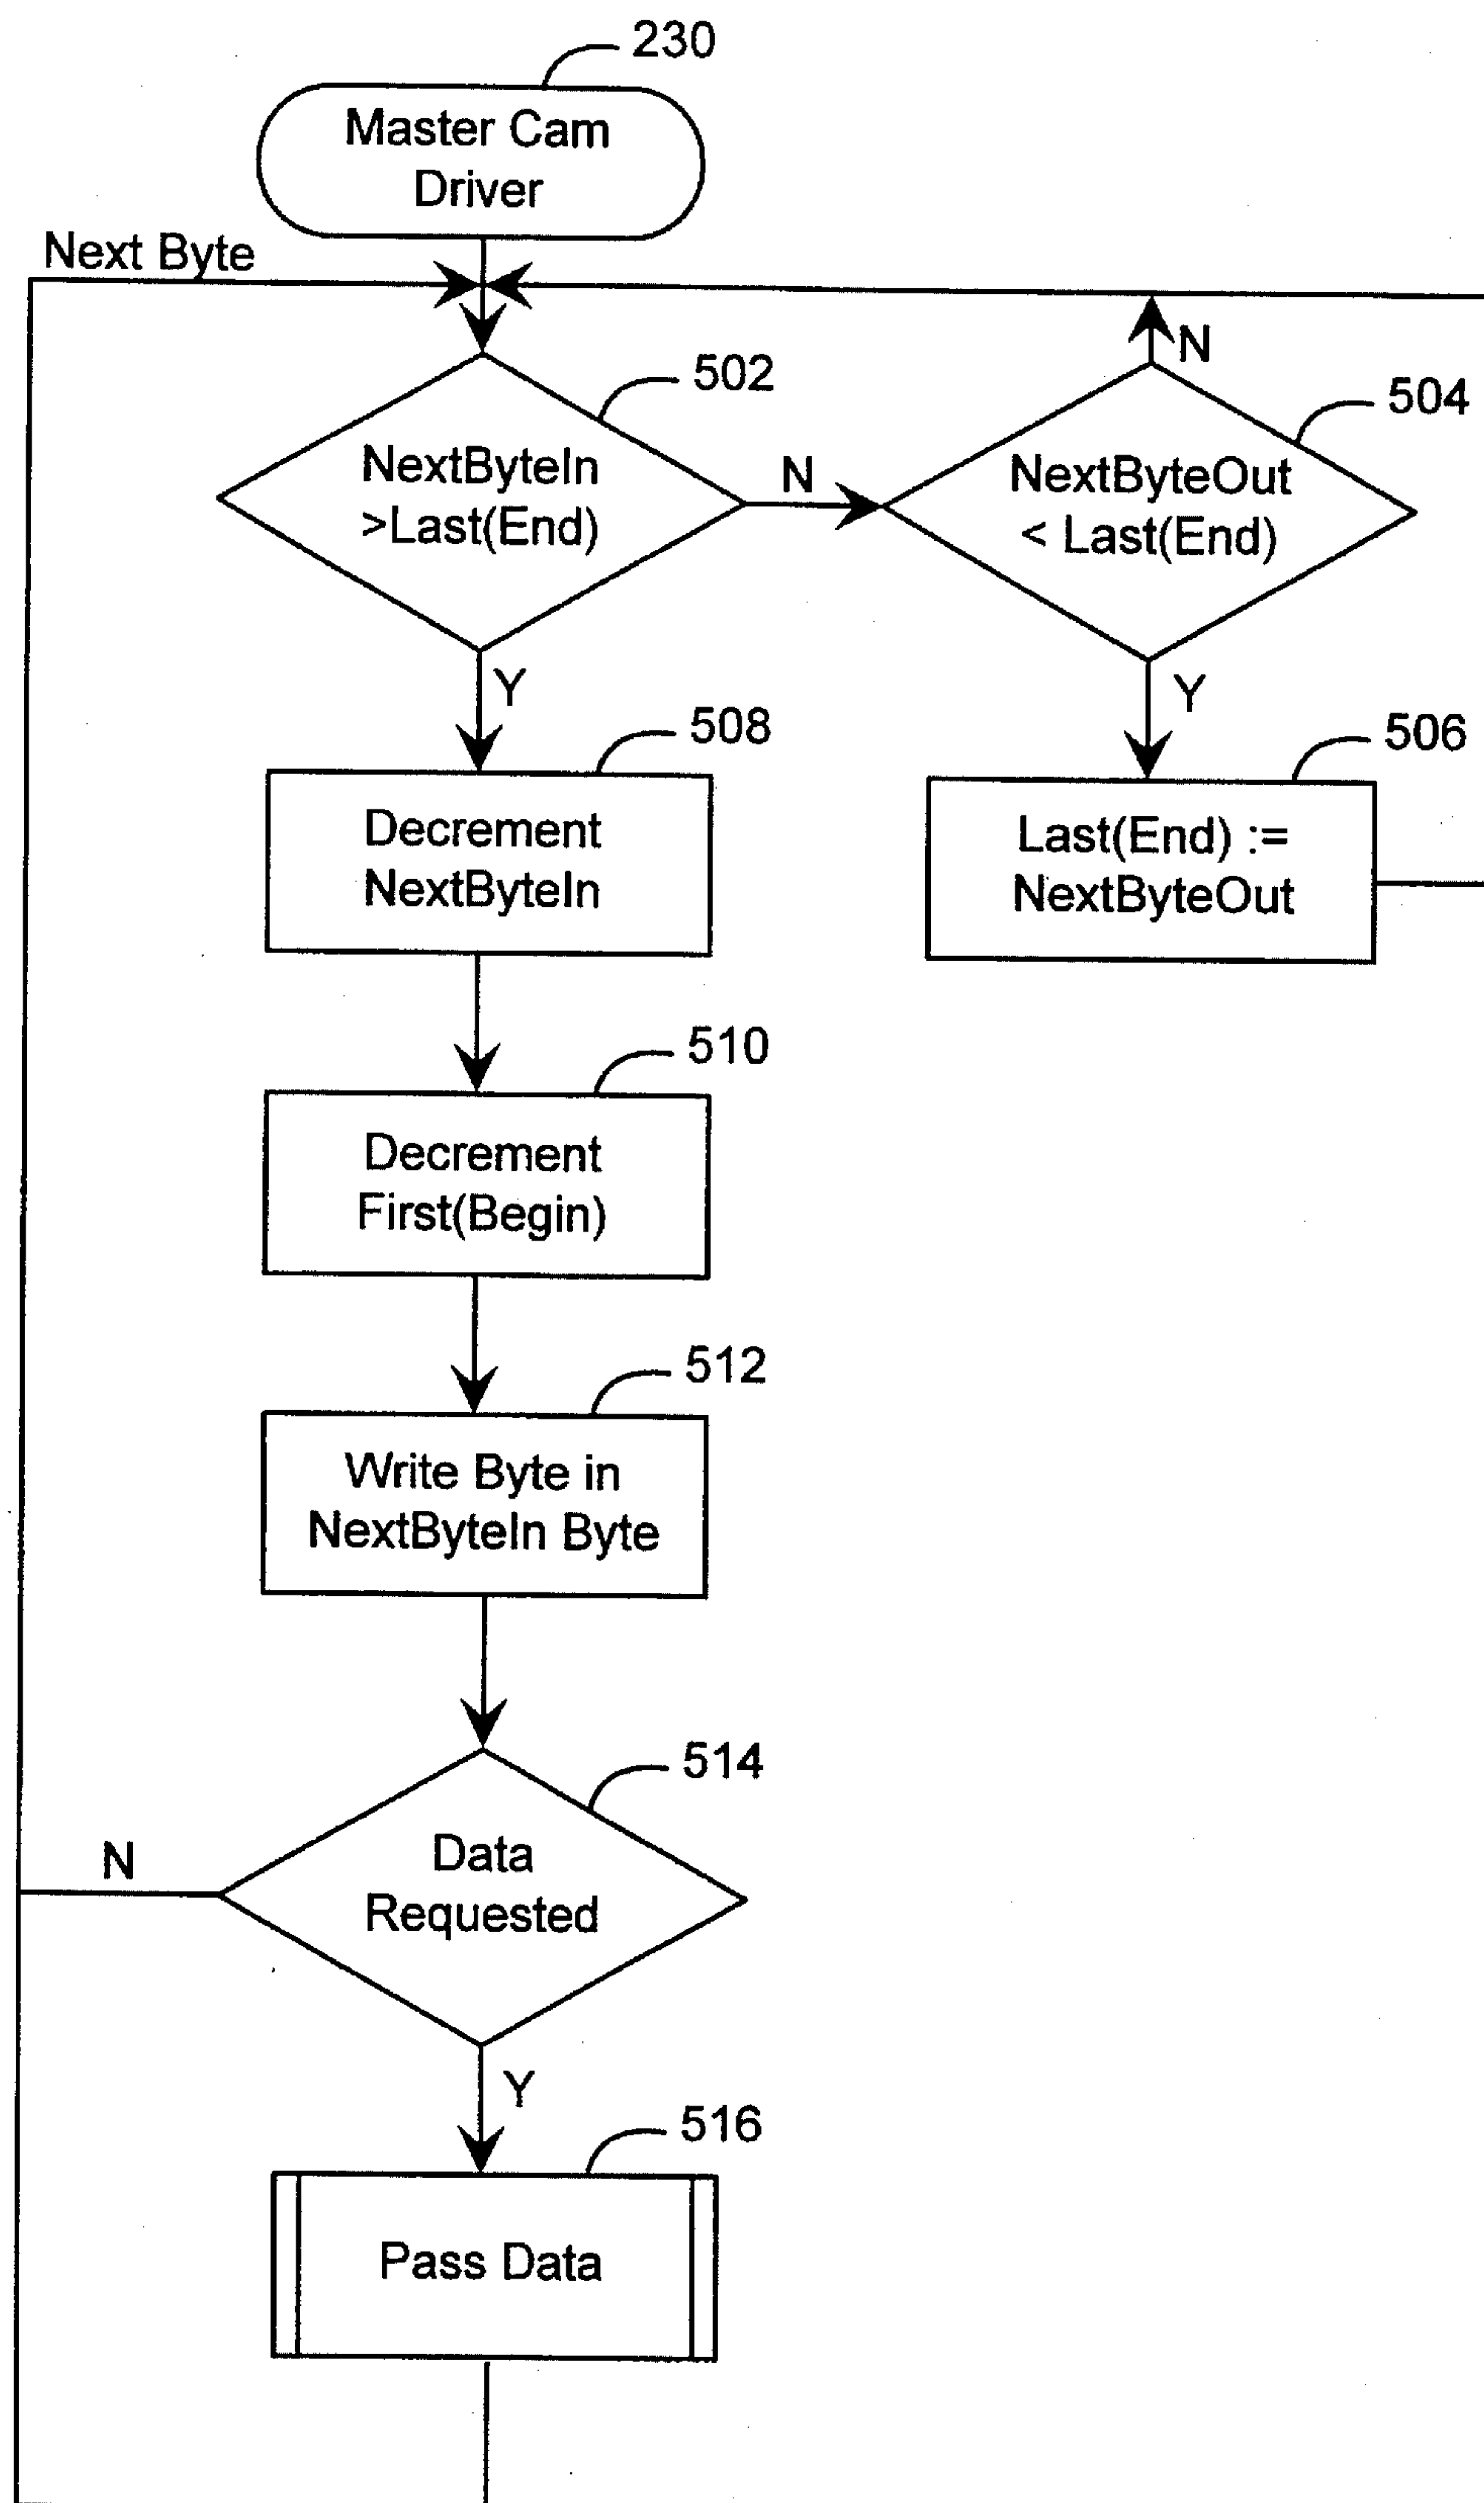 230
Master Cam
Driver
Next Byte
N
502
504
NextByteIn
>Last(End)
N
NextByteOut
< Last(End)
Y
Y
508
506
Decrement
NextByteIn
Last(End) :=
NextByteOut
510
Decrement
First(Begin)
512
Write Byte in
NextByteIn Byte
514
N
Data
Requested
Y
516
Pass Data